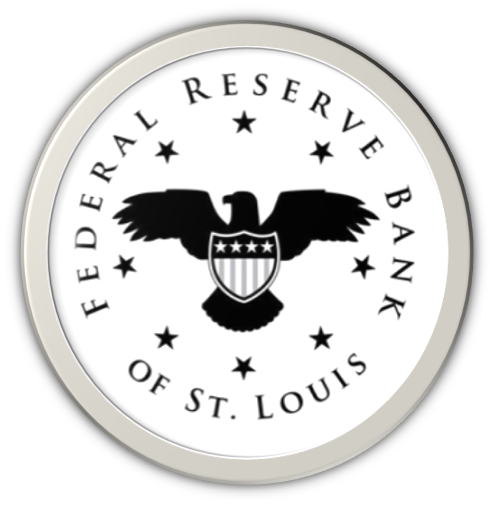 FEDERAL RESERVE BANK
OF ST. LOUIS